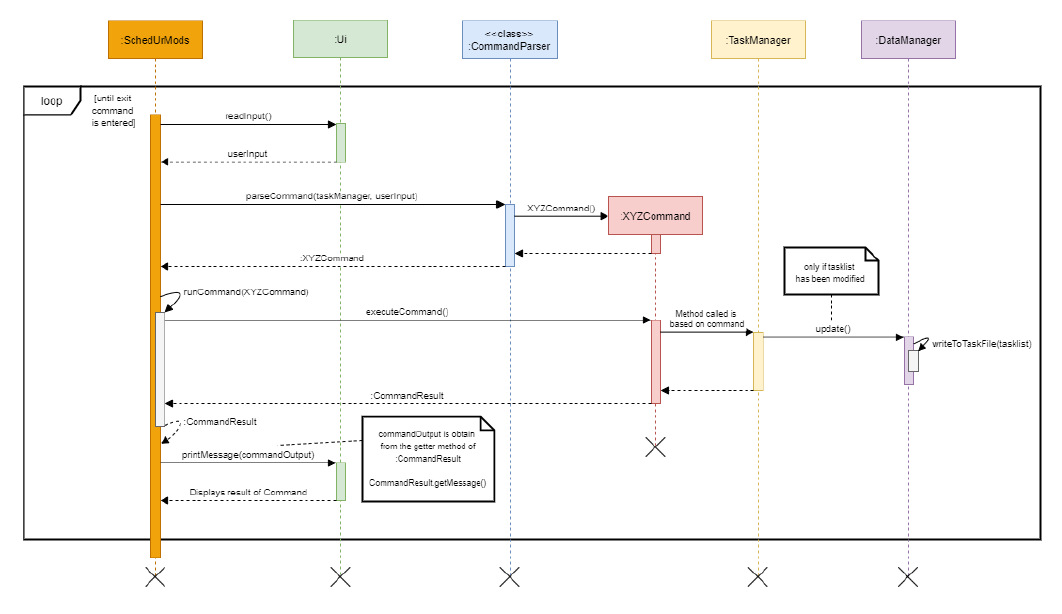 :SchedUrMods
:Ui
<<class>>
:CommandParser
:TaskManager
:DataManager
loop
[until exit
command
is entered]
readInput()
userInput
parseCommand(taskManager, userInput)
XYZCommand()
:XYZCommand
:XYZCommand
only if tasklist
has been modified
runCommand(XYZCommand)
executeCommand()
Method called is
based on command
update()
writeToTaskFile(tasklist)
:CommandResult
:CommandResult
commandOutput is obtain
from the getter method of
:CommandResult
CommandResult.getMessage()
printMessage(commandOutput)
Displays result of Command